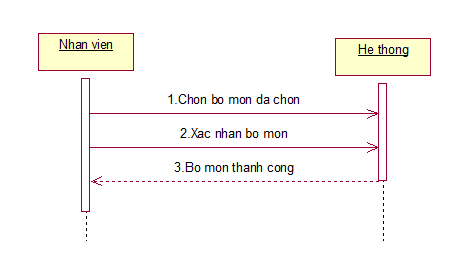 Nhan vien
He thong
1.Chon bo mon da chon
2.Xac nhan bo mon
3.Bo mon thanh cong